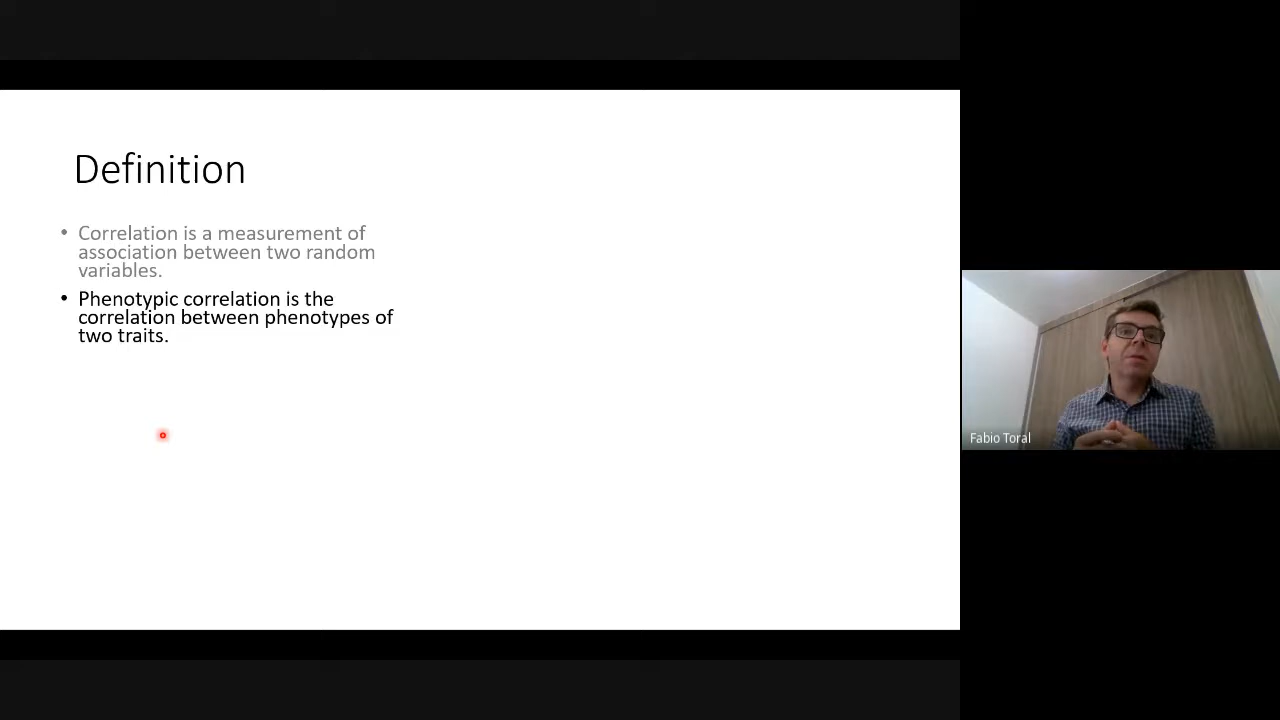 Definition
• Correlation is a measurement of
association between two random
variables.
• Phenotypic correlation is the
correlation between phenotypes of
two traits.
Fabio Toral